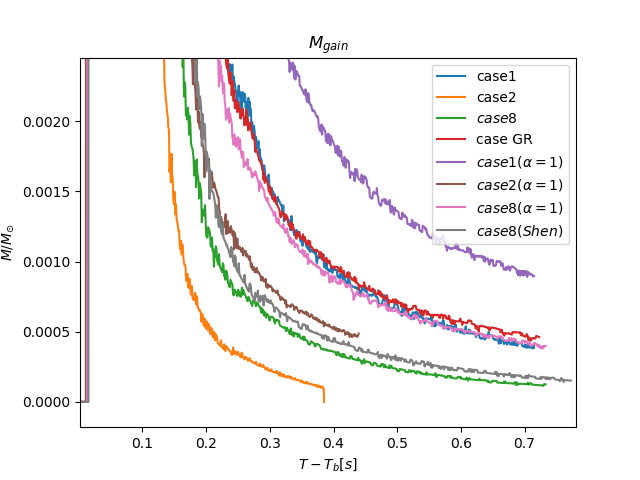 M_gain
M/M_⊙
0.0020
0.0015
0.0010
0.0005
0.0000
case1
case2
case8
case GR
case1(α = 1)
case2(α = 1)
case8(α = 1)
case8(Shen)
0.1 0.2 0.3 0.4 0.5 0.6 0.7
T − T_b[s]